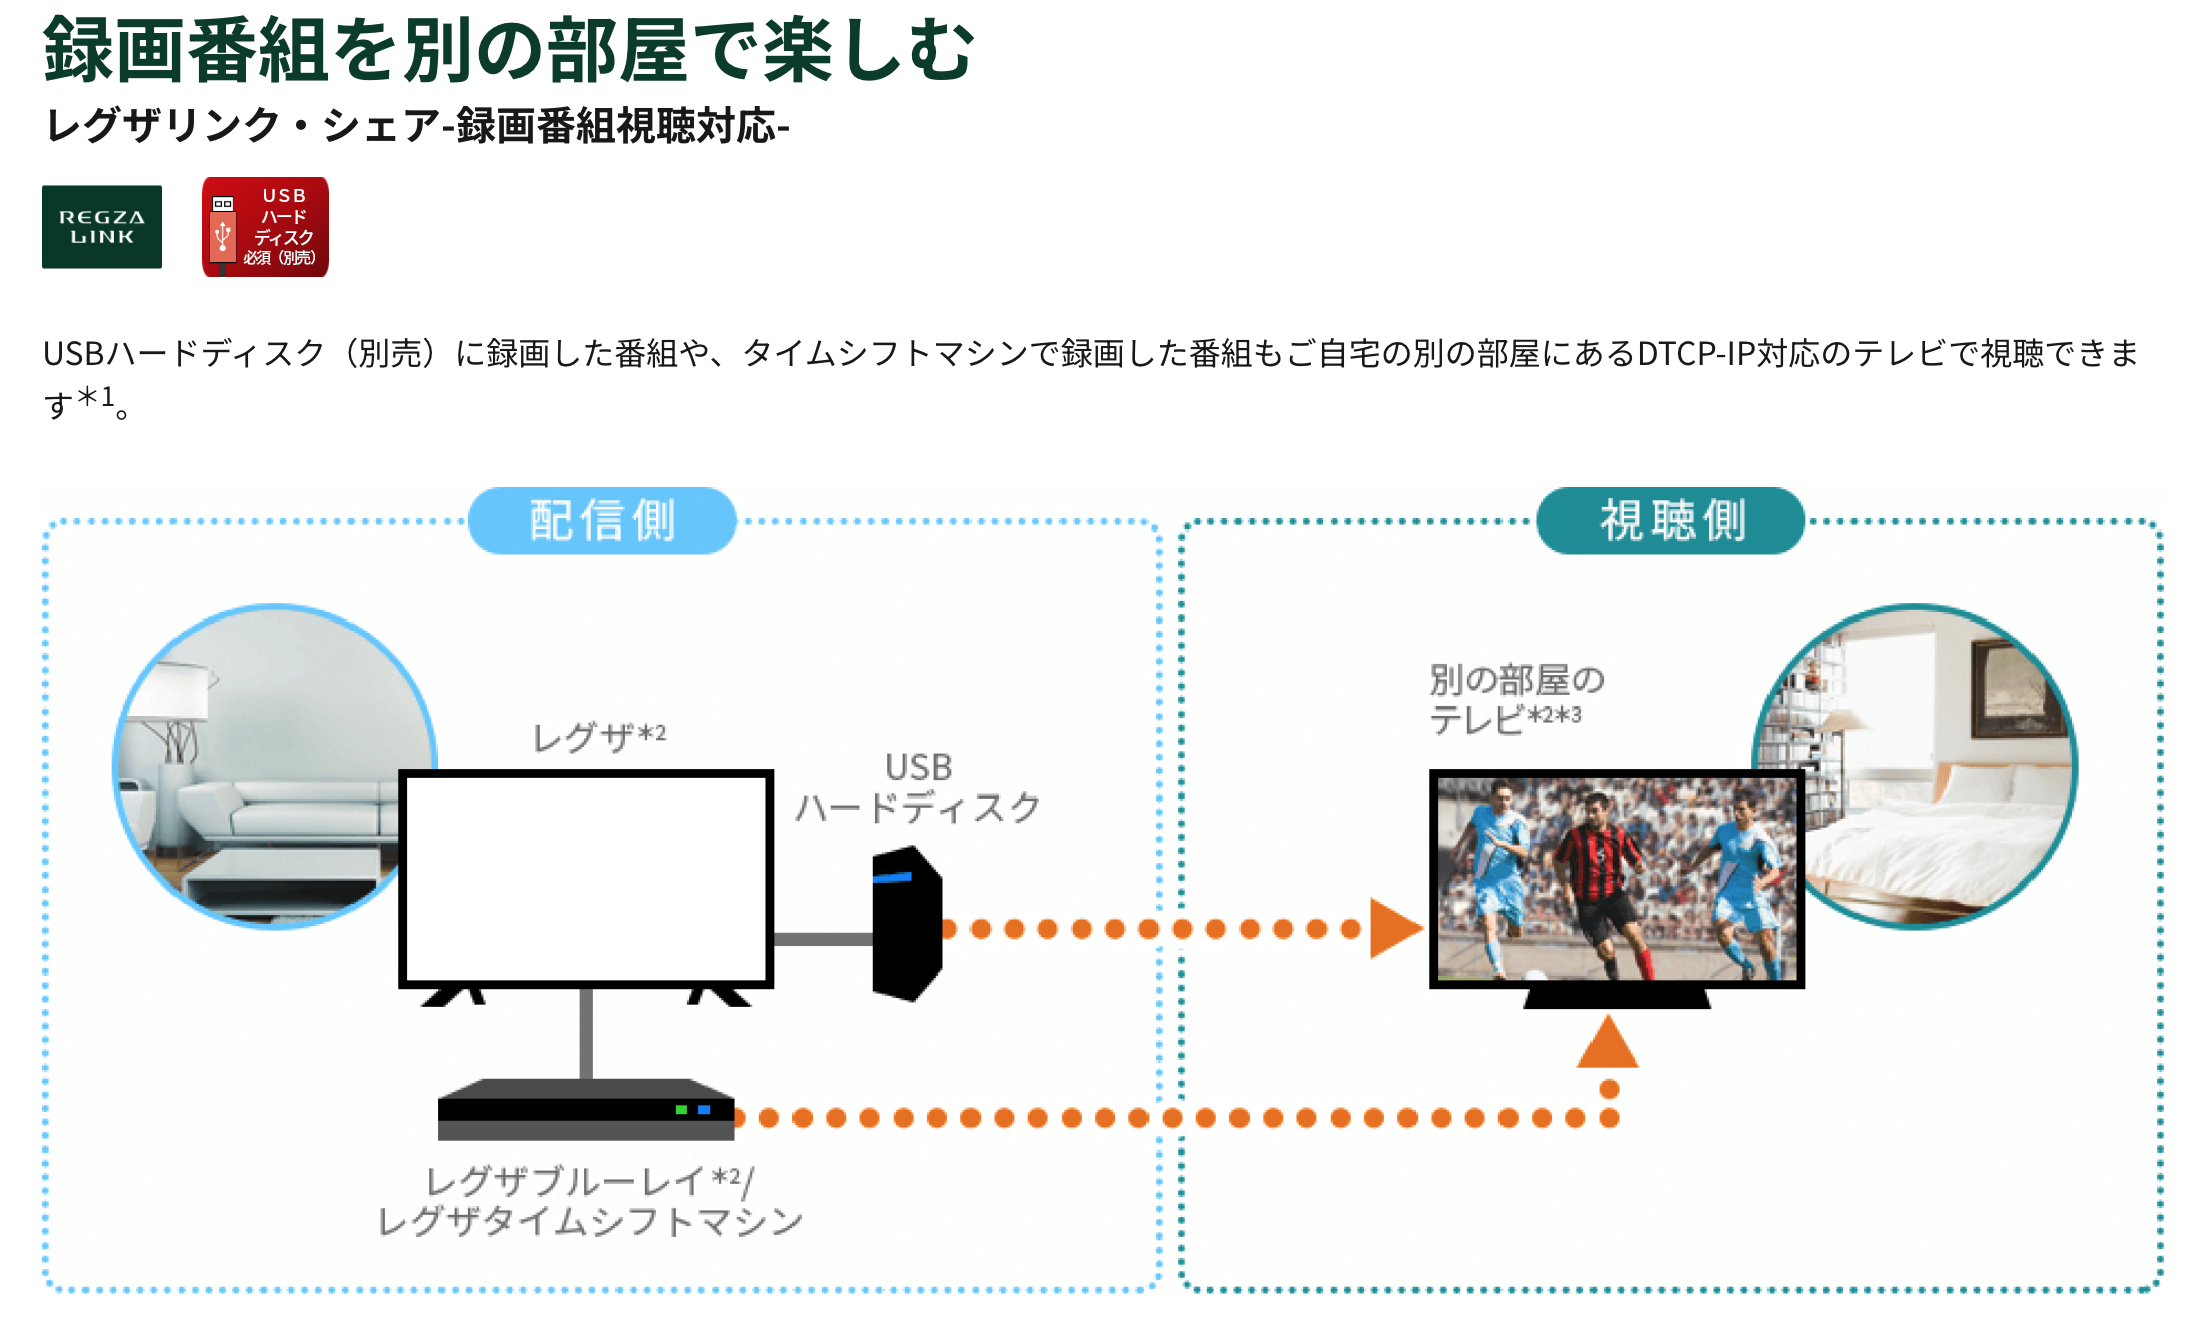 録画番組を別の部屋で楽しむ
レグザリンク・シェア-録画番組視聴対応-
REGZA
LINK
USB
ハード
ディスク
必須（別売）
USBハードディスク（別売）に録画した番組や、タイムシフトマシンで録画した番組もご自宅の別の部屋にあるDTCP-IP対応のテレビで視聴できま
す＊1。
配信側
視聴側
レグザ＊2
USB
ハードディスク
別の部屋の
テレビ＊2＊3
レグザブルーレイ＊2/
レグザタイムシフトマシン